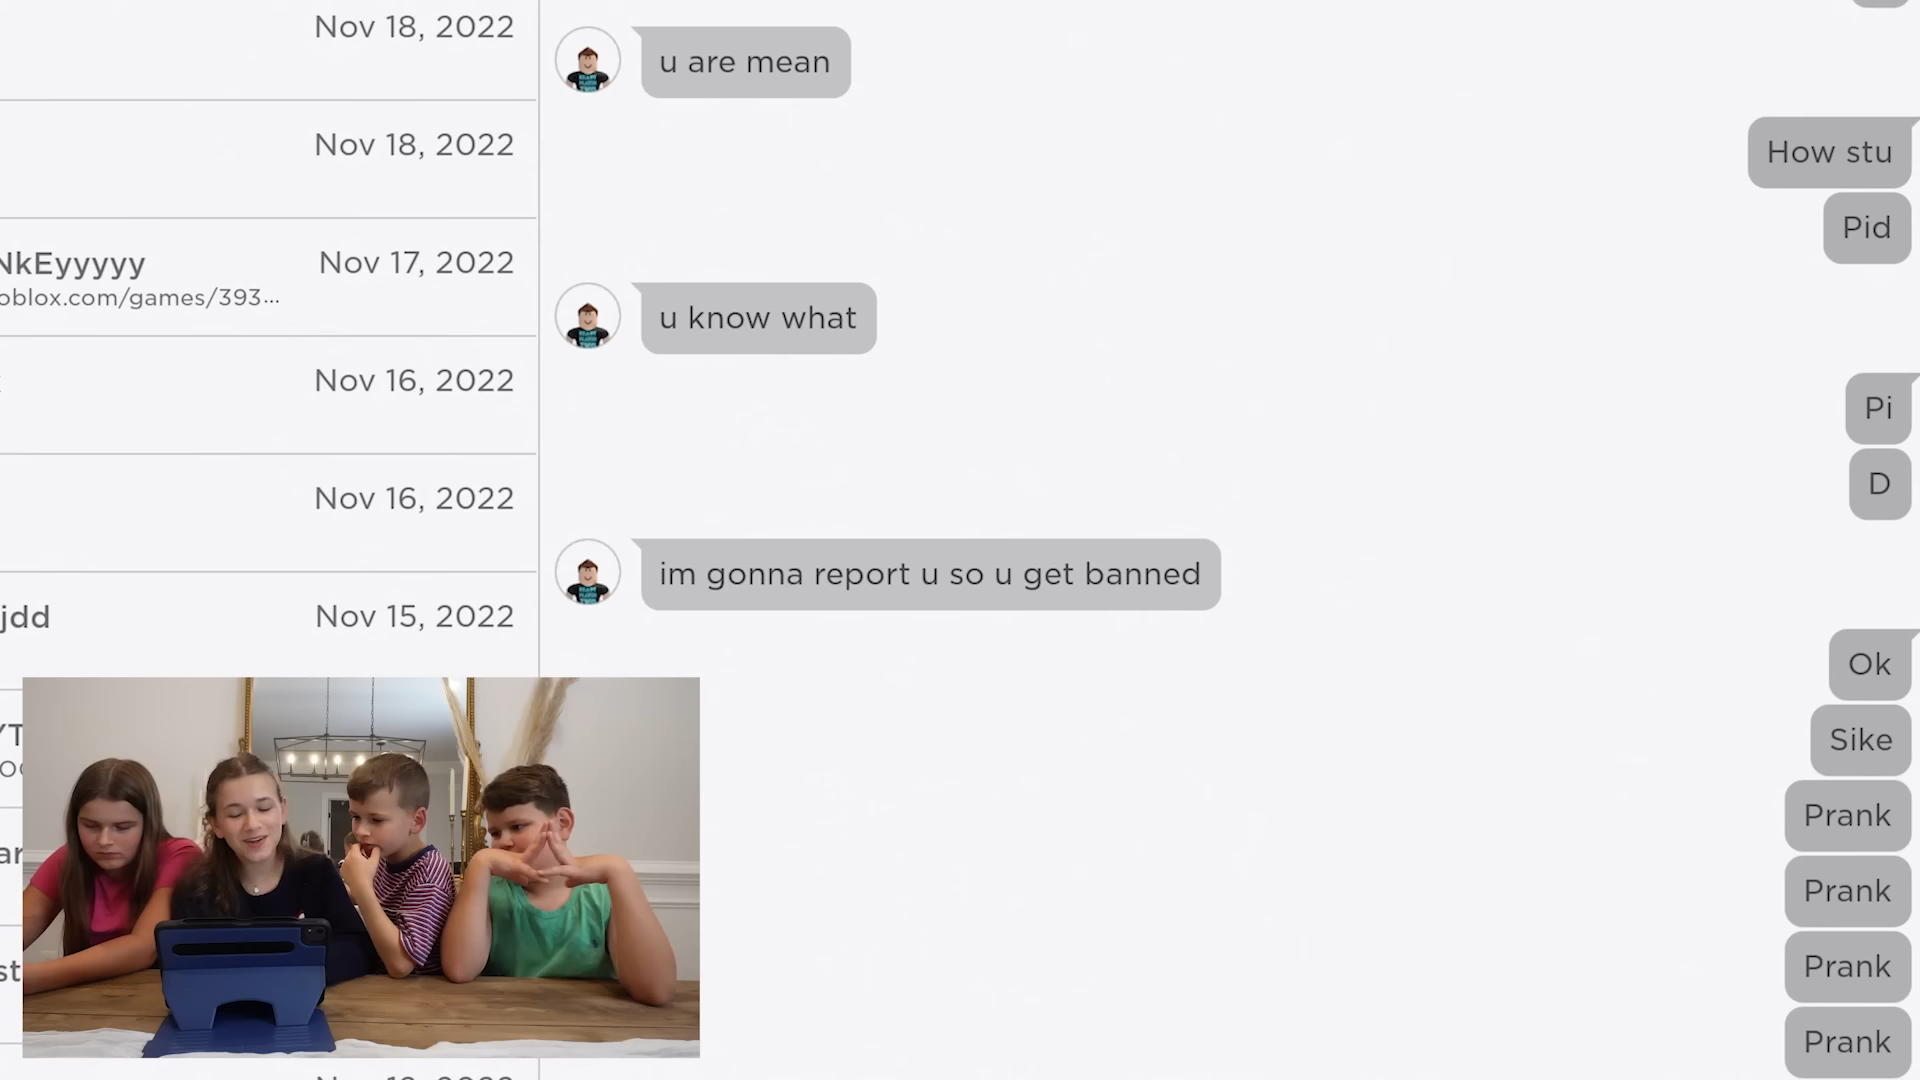 Nov 18, 2022
Nov 18, 2022
NkEyyyyy
Nov 17, 2022
oblox.com/games/393...
Nov 16, 2022
Nov 16, 2022
jdd
Nov 15, 2022
u are mean
How stu
Pid
u know what
Pi
D
im gonna report u so u get banned
Ok
Sike
Prank
Prank
Prank
Prank